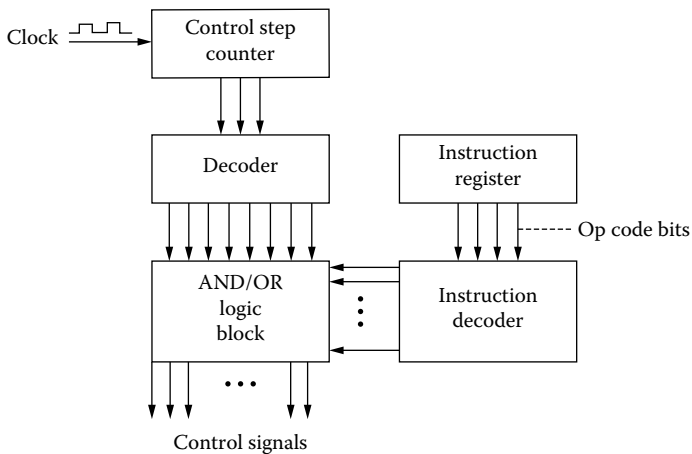 Clock
Control step
counter
Decoder
Instruction
register
Op code bits
AND/OR
logic
block
Instruction
decoder
Control signals